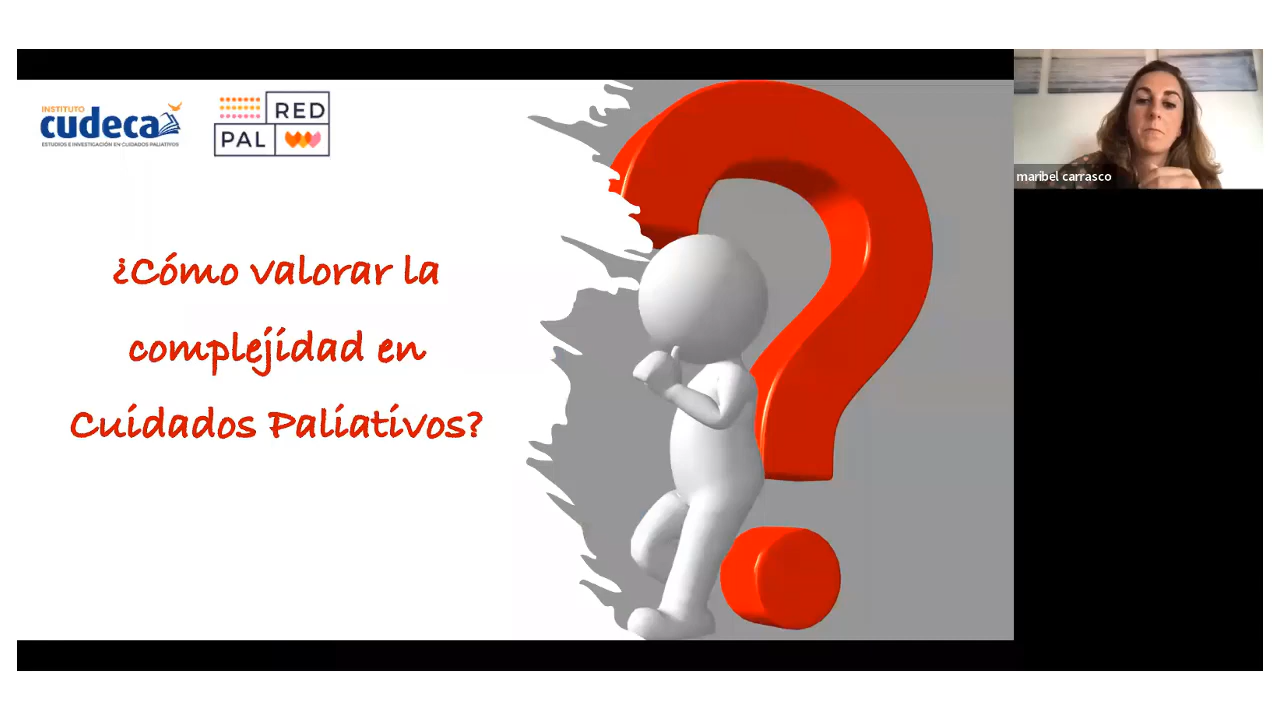 INSTITUTO
cudeca
ESTUDIOS E INVESTIGACIÓN EN CUIDADOS PALIATIVOS
RED
PAL
maribel carrasco
¿Cómo valorar la
complejidad en
Cuidados Paliativos?